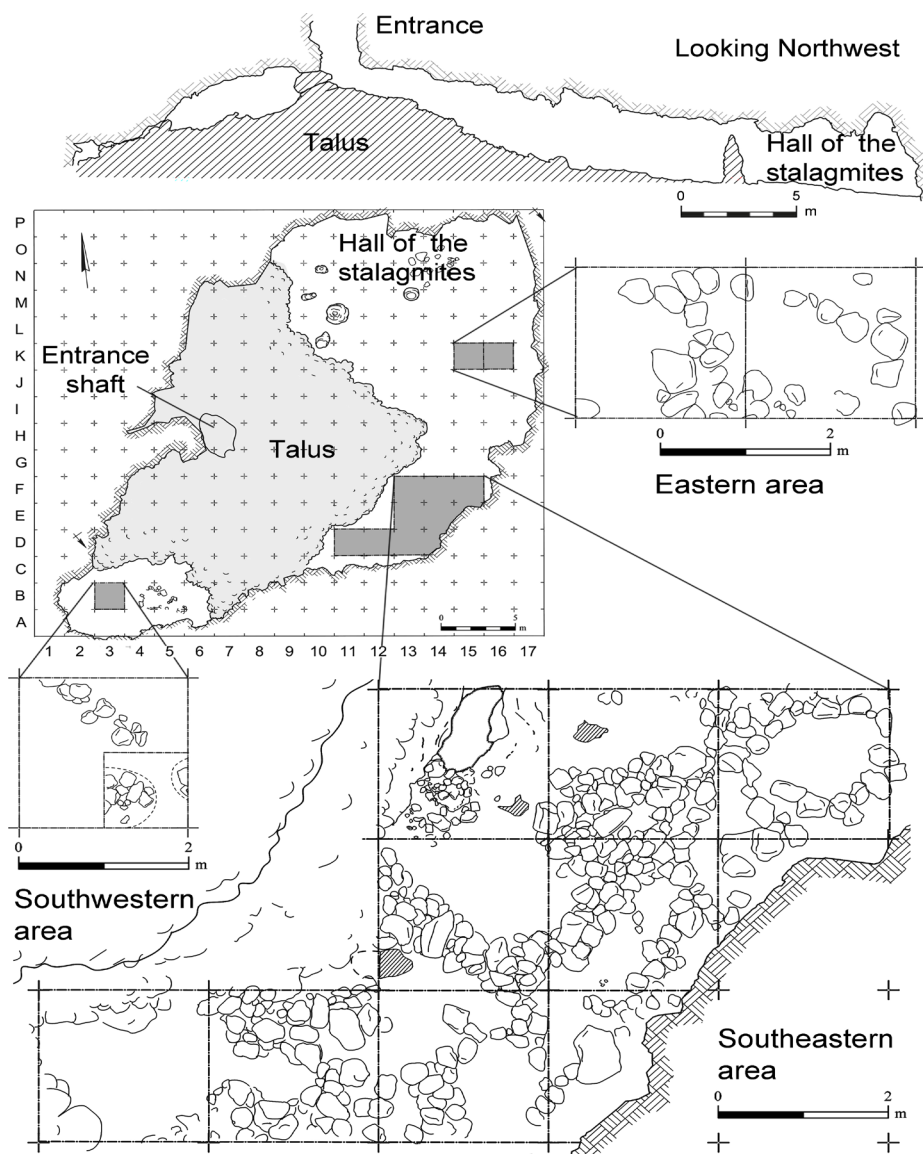 Entrance
Looking Northwest
Talus
Hall of the
stalagmites
0 5
m
P
O
N
M
L
K
J
I
H
G
F
E
D
C
B
A
Hall of the
stalagmites
Entrance
shaft
Talus
0 5
m
1 2 3 4 5 6 7 8 9 10 11 12 13 14 15 16 17
0 2
m
Eastern area
0 2
m
Southwestern
area
Southeastern
area
0 2
m